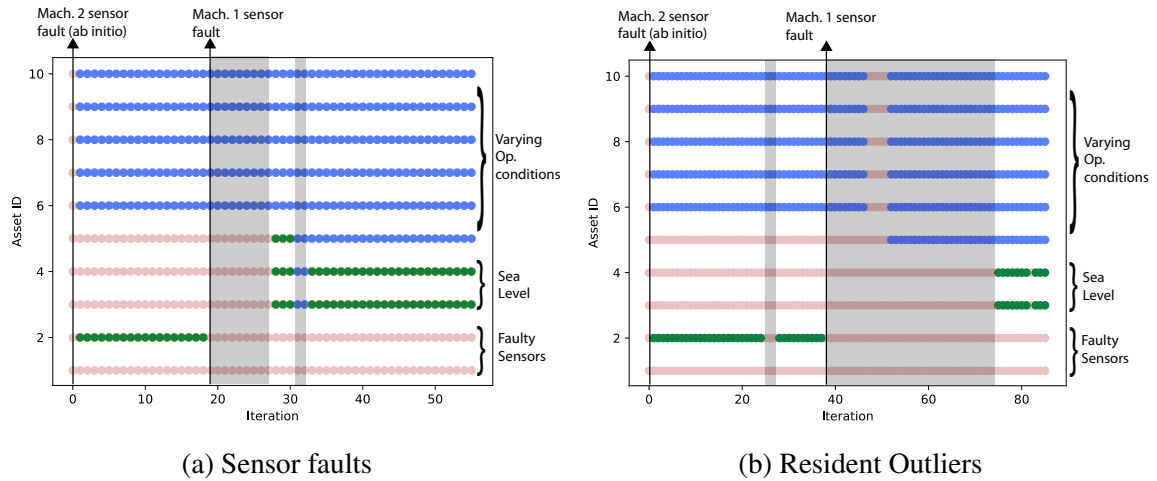 Mach. 2 sensor
fault (ab initio)
Mach. 1 sensor
fault
10
8
6
4
2
Asset ID
0
10
20
30
40
50
Iteration
Varying
Op.
conditions
Sea
Level
Faulty
Sensors
(a) Sensor faults
Mach. 2 sensor
fault (ab initio)
Mach. 1 sensor
fault
10
8
6
4
2
Asset ID
0
20
40
60
80
Iteration
Varying
Op.
conditions
Sea
Level
Faulty
Sensors
(b) Resident Outliers